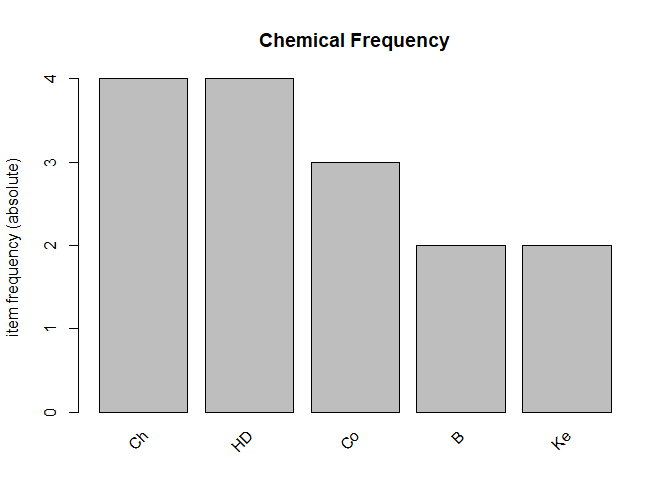 Chemical Frequency
item frequency (absolute)
4
3
2
1
0
Ch
HD
Co
B
Ke